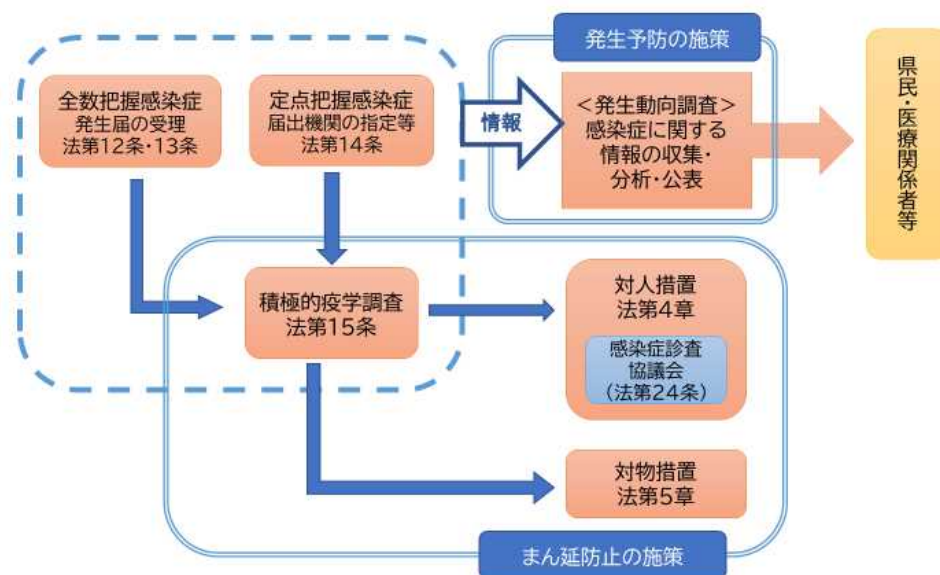 発生予防の施策
全数把握感染症
発生届の受理
法第12条・13条
定点把握感染症
届出機関の指定等
法第14条
情報
＜発生動向調査＞
感染症に関する
情報の収集・
分析・公表
県民・医療関係者等
積極的疫学調査
法第15条
対人措置
法第4章
感染症診査
協議会
（法第24条）
対物措置
法第5章
まん延防止の施策